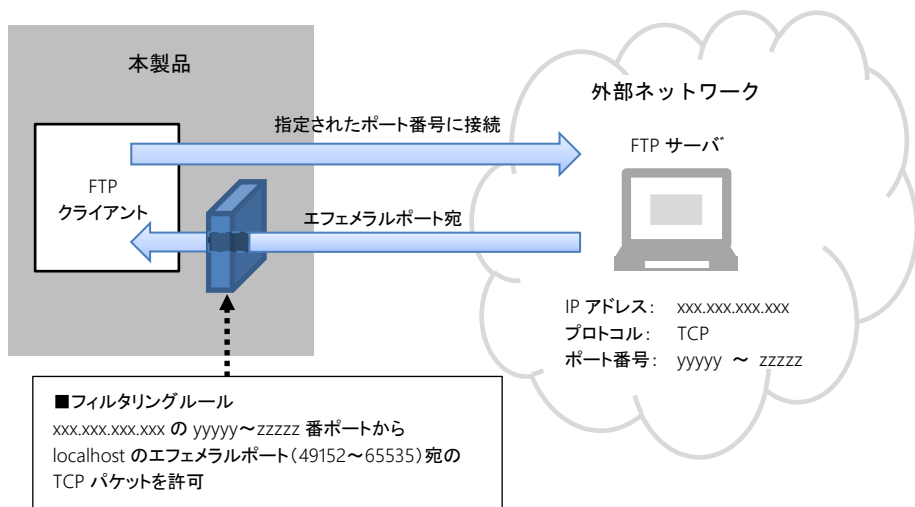 本製品
外部ネットワーク
指定されたポート番号に接続
FTP サーバ
FTP
クライアント
エフェメラルポート宛
IP アドレス: xxx.xxx.xxx.xxx
プロトコル: TCP
ポート番号: yyyyy ～ zzzzz
■フィルタリングルール
xxx.xxx.xxx.xxx の yyyyy～zzzzz 番ポートから
localhost のエフェメラルポート(49152～65535)宛の
TCP パケットを許可